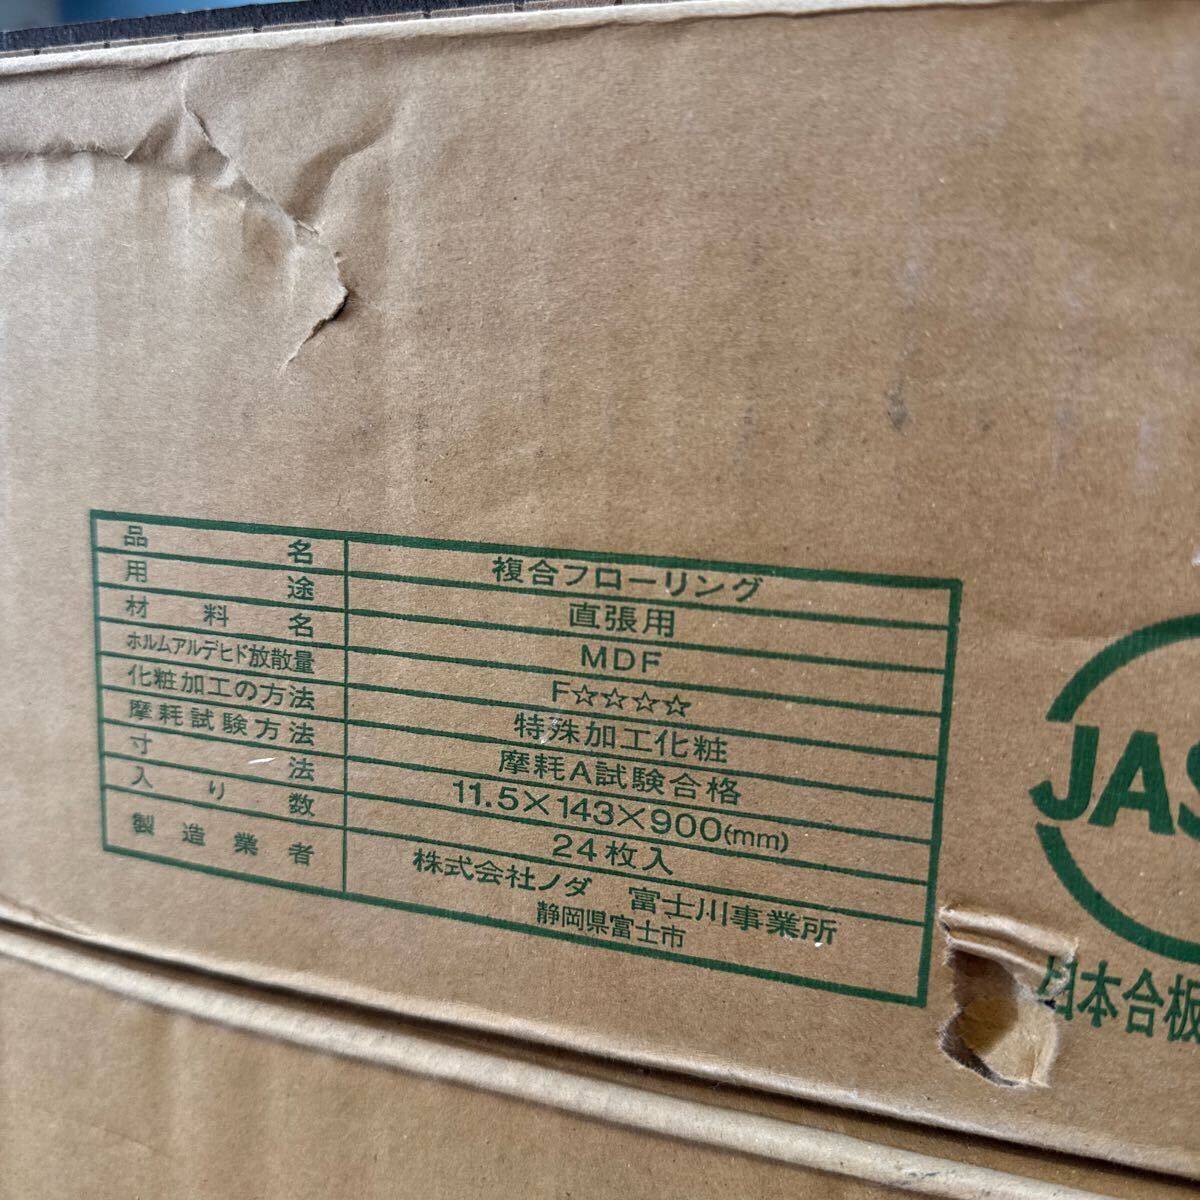 品名 複合フローリング
用途 直張用
材料名 MDF
ホルムアルデヒド放散量 F☆☆☆☆
化粧加工の方法 特殊加工化粧
摩耗試験方法 摩耗A試験合格
寸法 11.5×143×900(mm)
入り数 24枚入
製造業者 株式会社ノダ 富士川事業所
静岡県富士市
JAS
日本合板